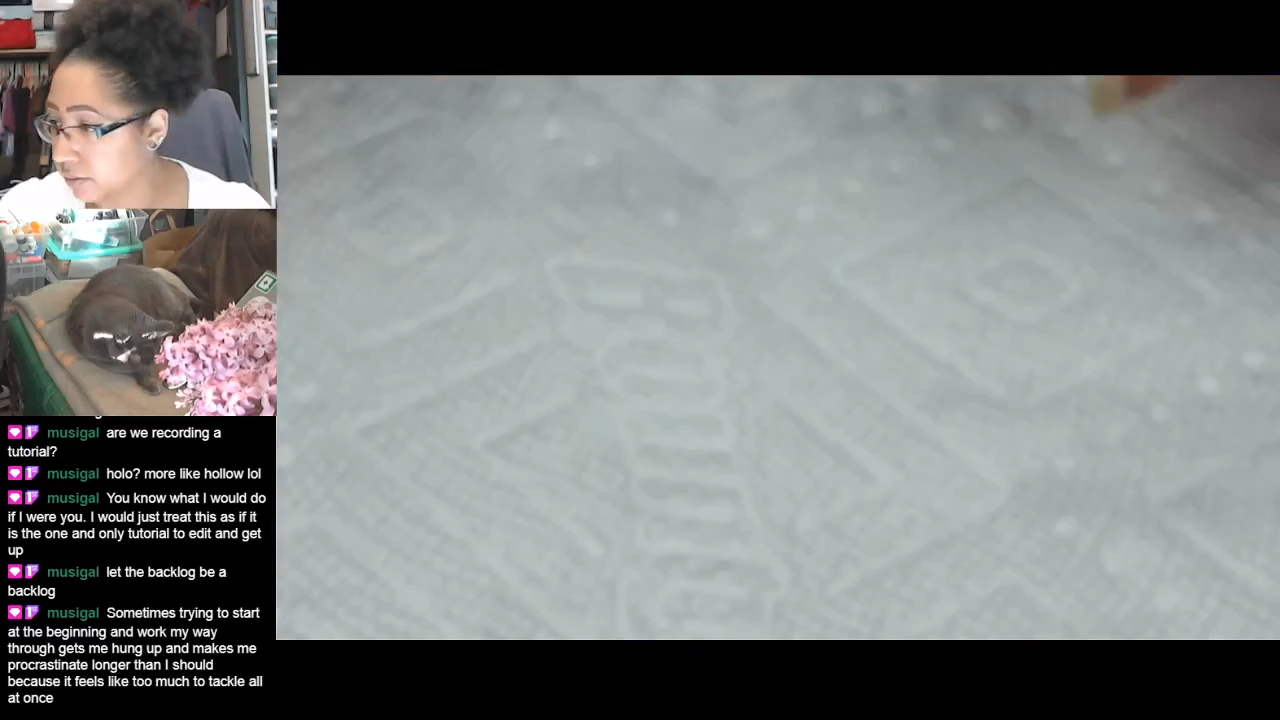 musigal are we recording a
tutorial?
musigal holo? more like hollow lol
musigal You know what I would do
if I were you. I would just treat this as if it
is the one and only tutorial to edit and get
up
musigal let the backlog be a
backlog
musigal Sometimes trying to start
at the beginning and work my way
through gets me hung up and makes me
procrastinate longer than I should
because it feels like too much to tackle all
at once